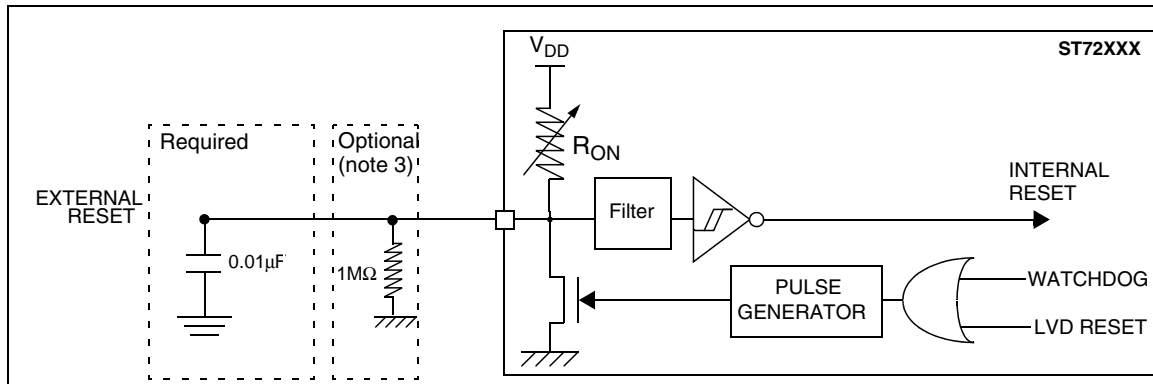 V_DD
ST72XXX
Required
Optional
(note 3)
R_ON
EXTERNAL
RESET
INTERNAL
RESET
Filter
0.01µF
1MΩ
PULSE
GENERATOR
WATCHDOG
LVD RESET